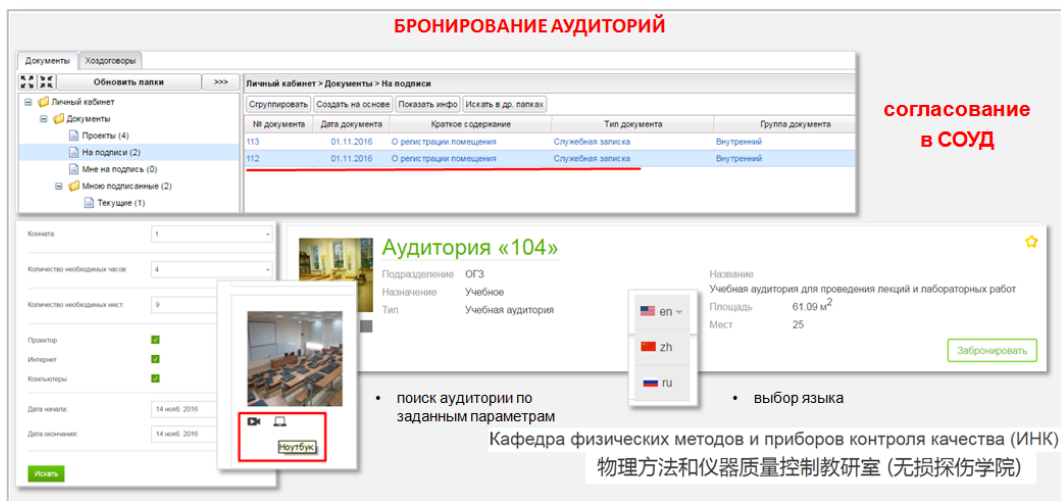 БРОНИРОВАНИЕ АУДИТОРИЙ
Документы Хоздоговоры
Обновить папки >>>
Личный кабинет > Документы > На подписи
Личный кабинет
Документы
Проекты (4)
На подписи (2)
Мне на подпись (0)
Мною подписанные (2)
Текущие (1)
Сгруппировать Создать на основе Показать инфо Искать в др. папках
№ документа Дата документа Краткое содержание Тип документа Группа документа
113 01.11.2016 О регистрации помещения Служебная записка Внутренний
112 01.11.2016 О регистрации помещения Служебная записка Внутренний
согласование
в СОУД
Комната: 1
Количество необходимых часов: 4
Количество необходимых мест: 9
Проектор
Интернет
Компьютеры
Дата начала: 14 нояб. 2016
Дата окончания: 14 нояб. 2016
Искать
Ноутбук
Аудитория «104»
Подразделение ОГЗ
Назначение Учебное
Тип Учебная аудитория
Название
Учебная аудитория для проведения лекций и лабораторных работ
Площадь 61.09 м2
Мест 25
Забронировать
en
zh
ru
• поиск аудитории по
заданным параметрам
• выбор языка
Кафедра физических методов и приборов контроля качества (ИНК)
物理方法和仪器质量控制教研室 (无损探伤学院)